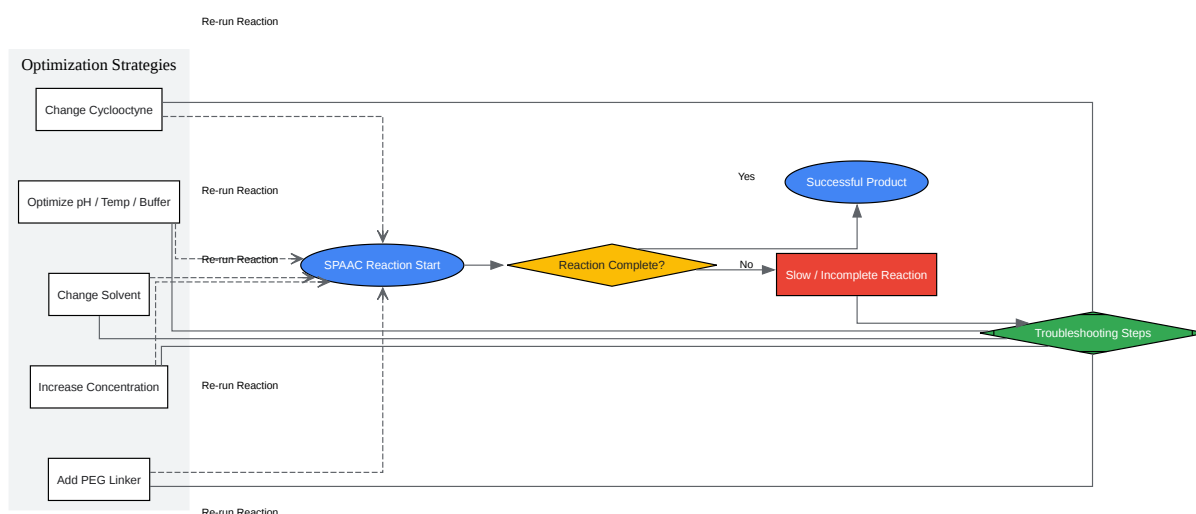 Re-run Reaction
Optimization Strategies
Change Cyclooctyne
Optimize pH / Temp / Buffer
Re-run Reaction
Yes
Successful Product
Re-run Reaction
SPAAC Reaction Start
Reaction Complete?
No
Slow / Incomplete Reaction
Change Solvent
Troubleshooting Steps
Increase Concentration
Re-run Reaction
Add PEG Linker
Re-run Reaction